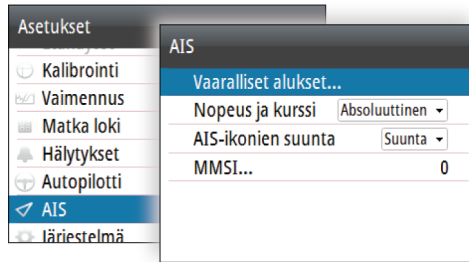 Asetukset
Kalibrointi
Vaimennus
Matka loki
Hälytykset
Autopilotti
AIS
Järjestelmä
AIS
Vaaralliset alukset...
Nopeus ja kurssi Absoluuttinen
AIS-ikonien suunta Suunta
MMSI... 0